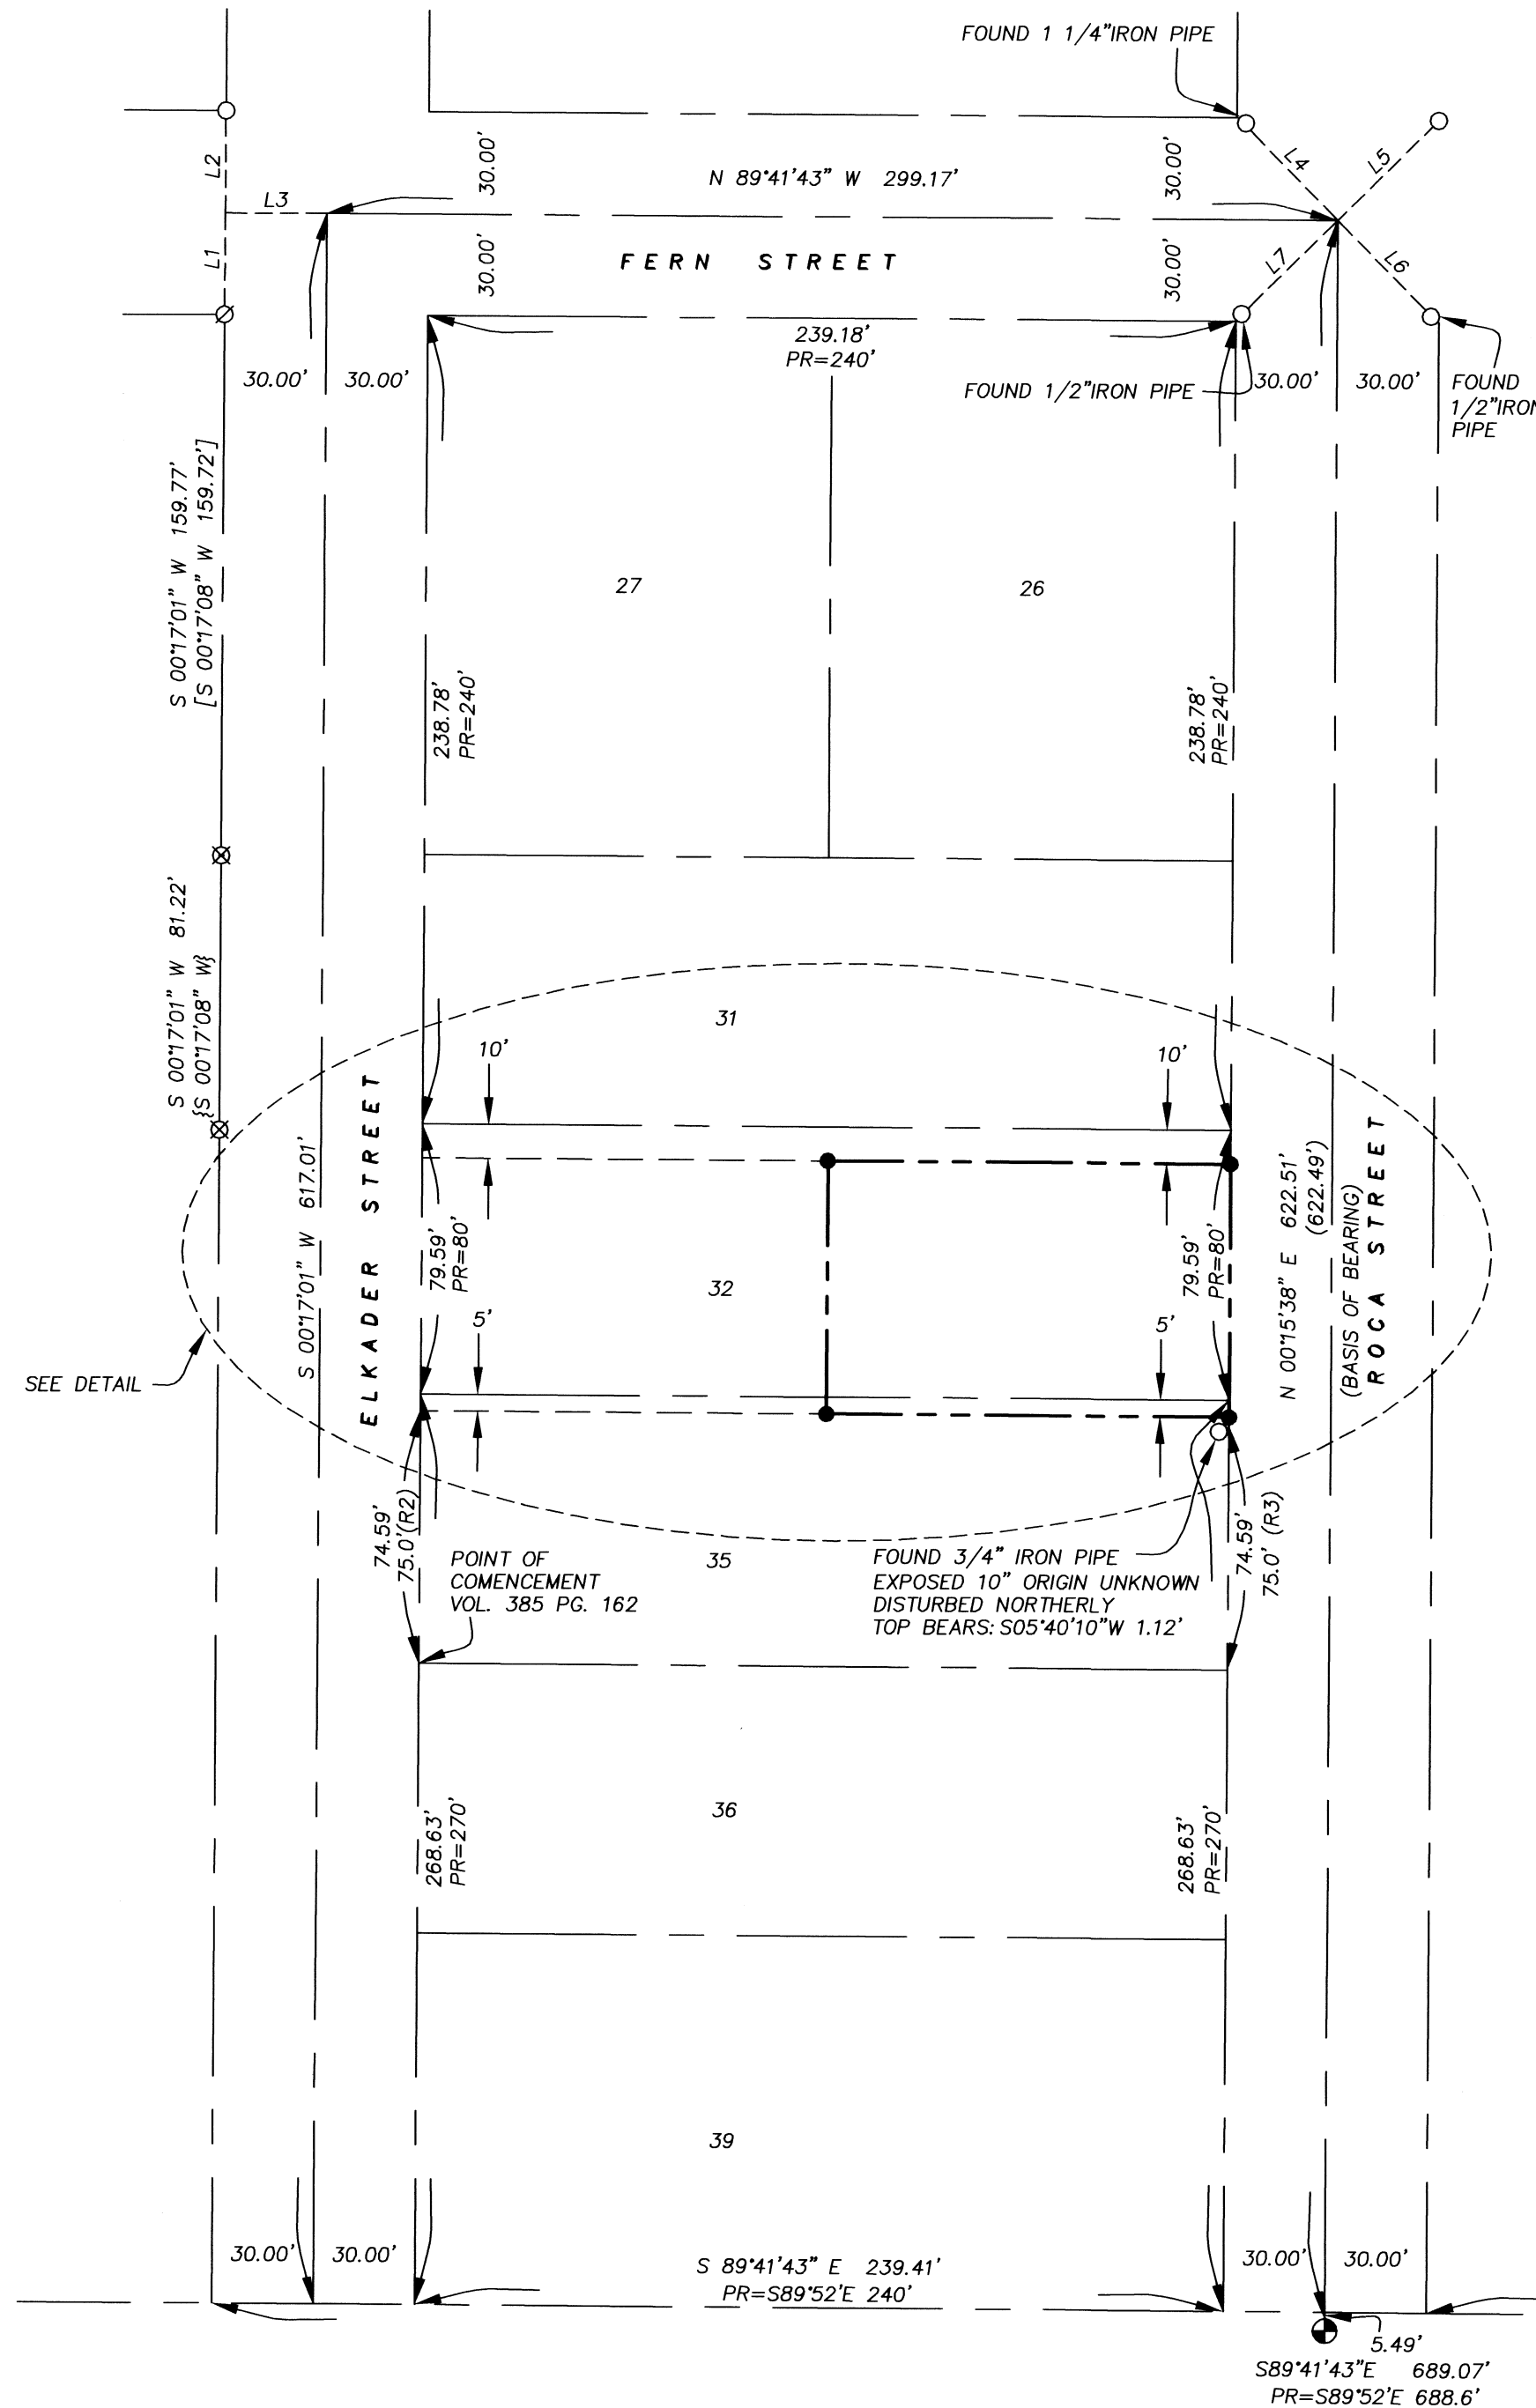 FOUND 1 1/4"IRON PIPE
L2
L3
L1
30.00'
N 89°41'43" W 299.17'
30.00'
L4
L5
30.00'
FERN STREET
30.00'
L7
L6
239.18'
PR=240'
30.00'
30.00'
FOUND 1/2"IRON PIPE
30.00'
30.00'
FOUND
1/2"IRON
PIPE
S 00°17'01" W 159.77'
[S 00°17'08" W 159.72']
27
26
238.78'
PR=240'
238.78'
PR=240'
S 00°17'01" W 81.22'
{S 00°17'08" W}
31
10'
10'
S 00°17'01" W 617.01'
ELKADER STREET
79.59'
PR=80'
32
79.59'
PR=80'
N 00°15'38" E 622.51'
(622.49')
(BASIS OF BEARING)
ROCA STREET
5'
5'
SEE DETAIL
74.59'
75.0'(R2)
POINT OF
COMENCEMENT
VOL. 385 PG. 162
35
FOUND 3/4" IRON PIPE
EXPOSED 10" ORIGIN UNKNOWN
DISTURBED NORTHERLY
TOP BEARS: S05°40'10"W 1.12'
74.59'
75.0' (R3)
36
268.63'
PR=270'
268.63'
PR=270'
39
30.00'
30.00'
S 89°41'43" E 239.41'
PR=S89°52'E 240'
30.00'
30.00'
5.49'
S89°41'43"E 689.07'
PR=S89°52'E 688.6'